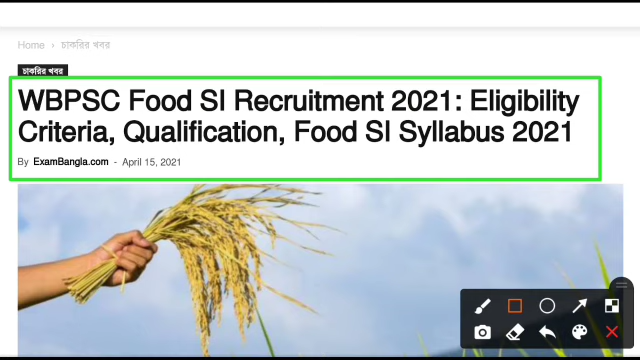 Home › চাকরির খবর
চাকরির খবর
WBPSC Food SI Recruitment 2021: Eligibility
Criteria, Qualification, Food SI Syllabus 2021
By ExamBangla.com - April 15, 2021